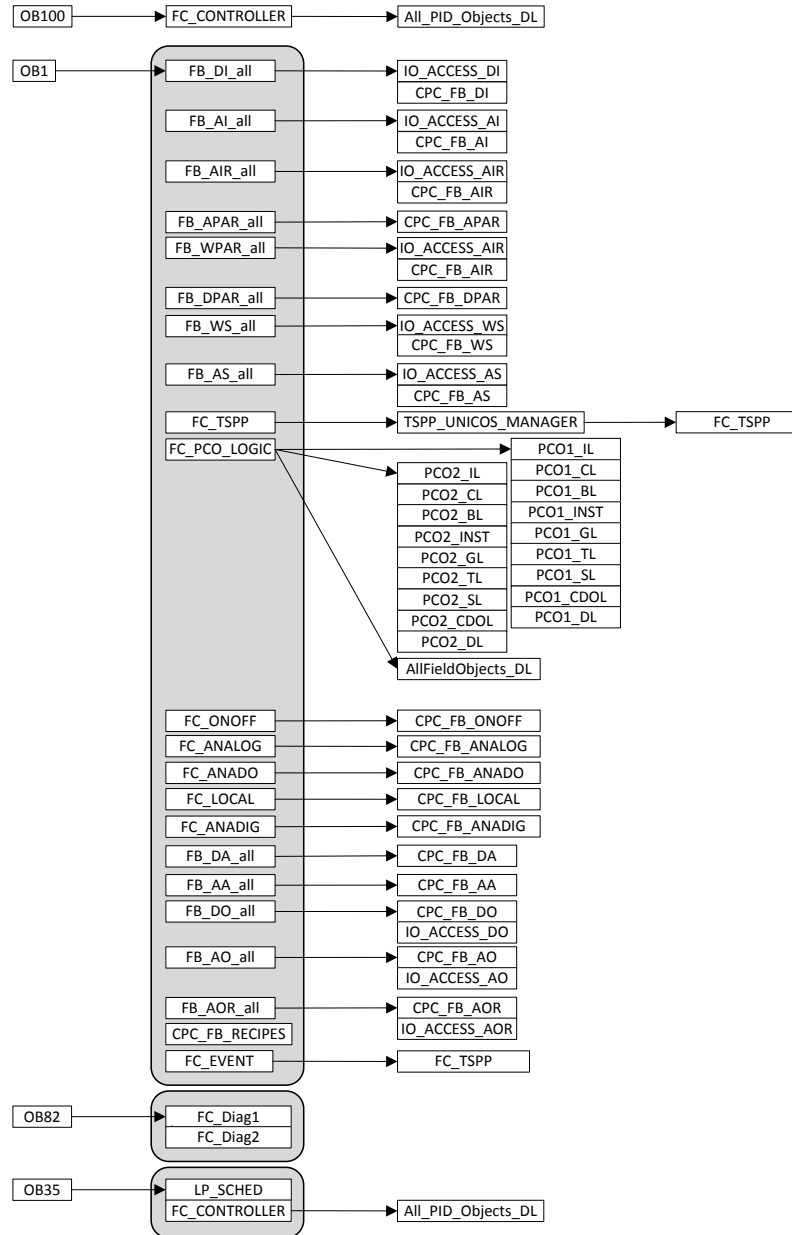 OB100 FC_CONTROLLER All_PID_Objects_DL
OB1 FB_DI_all IO_ACCESS_DI
CPC_FB_DI
FB_AI_all IO_ACCESS_AI
CPC_FB_AI
FB_AIR_all IO_ACCESS_AIR
CPC_FB_AIR
FB_APAR_all CPC_FB_APAR
FB_WPAR_all IO_ACCESS_AIR
CPC_FB_AIR
FB_DPAR_all CPC_FB_DPAR
FB_WS_all IO_ACCESS_WS
CPC_FB_WS
FB_AS_all IO_ACCESS_AS
CPC_FB_AS
FC_TSPP TSPP_UNICOS_MANAGER FC_TSPP
FC_PCO_LOGIC PCO1_IL
PCO2_IL PCO1_CL
PCO2_CL PCO1_BL
PCO2_BL PCO1_INST
PCO2_INST PCO1_GL
PCO2_GL PCO1_TL
PCO2_TL PCO1_SL
PCO2_SL PCO1_CDOL
PCO2_CDOL PCO1_DL
PCO2_DL
AllFieldObjects_DL
FC_ONOFF CPC_FB_ONOFF
FC_ANALOG CPC_FB_ANALOG
FC_ANADO CPC_FB_ANADO
FC_LOCAL CPC_FB_LOCAL
FC_ANADIG CPC_FB_ANADIG
FB_DA_all CPC_FB_DA
FB_AA_all CPC_FB_AA
FB_DO_all CPC_FB_DO
IO_ACCESS_DO
FB_AO_all CPC_FB_AO
IO_ACCESS_AO
FB_AOR_all CPC_FB_AOR
CPC_FB_RECIPES IO_ACCESS_AOR
FC_EVENT FC_TSPP
OB82 FC_Diag1
FC_Diag2
OB35 LP_SCHED
FC_CONTROLLER All_PID_Objects_DL